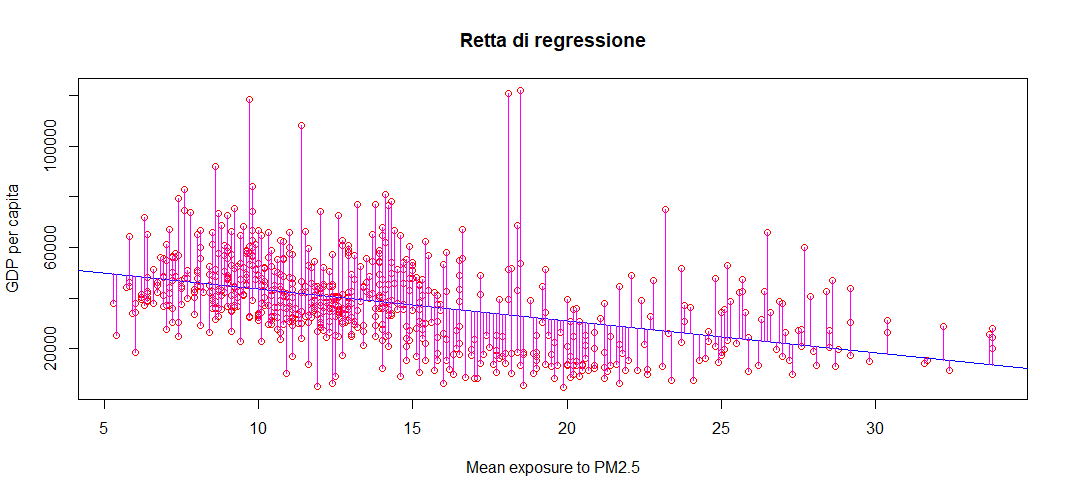 Retta di regressione
GDP per capita
20000 60000 100000
5 10 15 20 25 30
Mean exposure to PM2.5